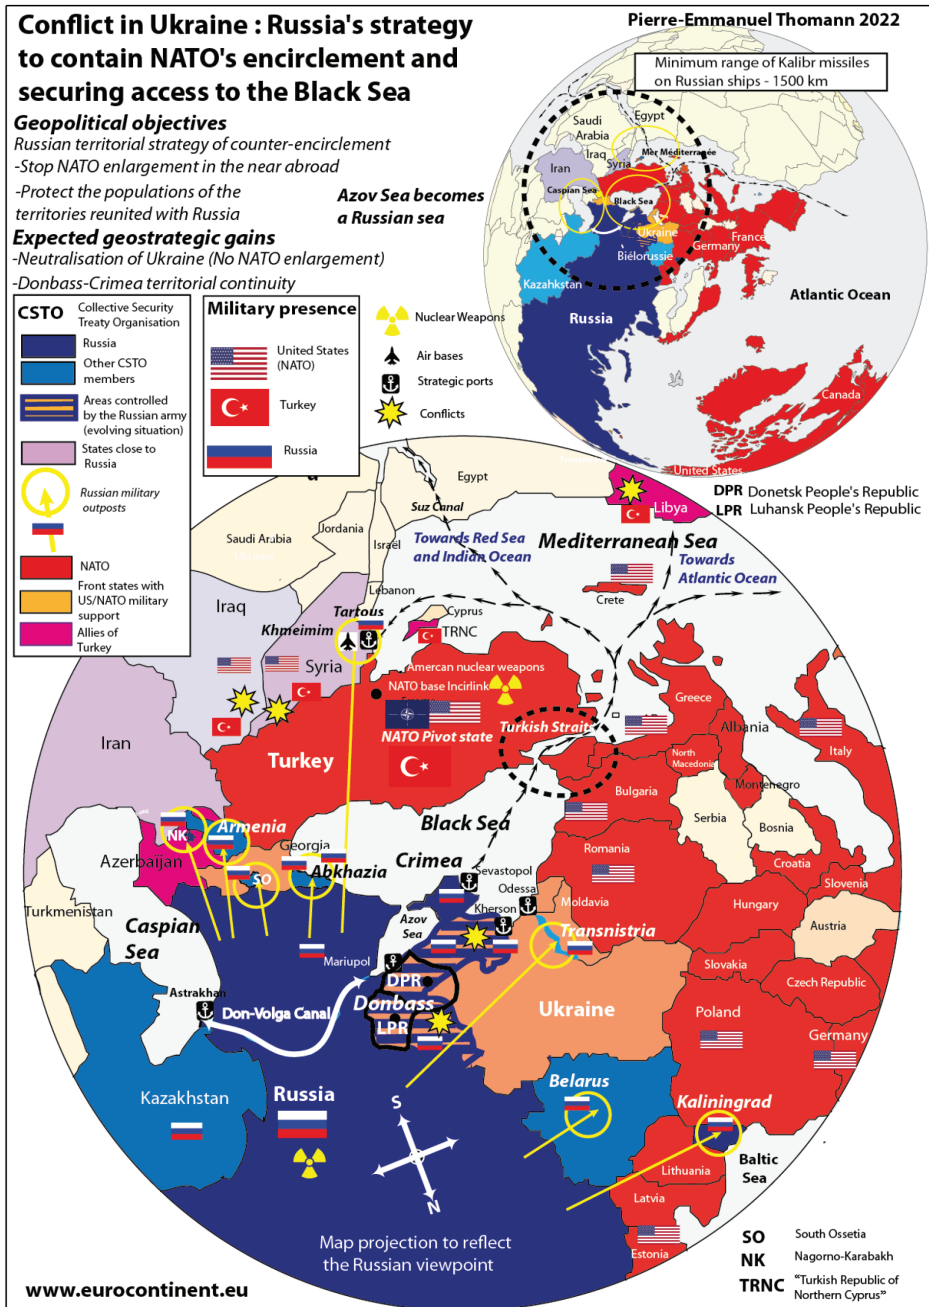 Conflict in Ukraine : Russia's strategy
to contain NATO's encirclement and
securing access to the Black Sea
Pierre-Emmanuel Thomann 2022
Minimum range of Kalibr missiles
on Russian ships - 1500 km
Geopolitical objectives
Russian territorial strategy of counter-encirclement
-Stop NATO enlargement in the near abroad
-Protect the populations of the
territories reunited with Russia
Azov Sea becomes
a Russian sea
Expected geostrategic gains
-Neutralisation of Ukraine (No NATO enlargement)
-Donbass-Crimea territorial continuity
Saudi
Arabia
Egypt
Iraq
Syria
Mer Méditerranée
Iran
Caspian Sea
Black Sea
Ukraine
Biélorussie
Germany
France
Kazahkstan
Russia
Atlantic Ocean
Canada
United States
CSTO
Collective Security
Treaty Organisation
Russia
Other CSTO
members
Areas controlled
by the Russian army
(evolving situation)
States close to
Russia
Russian military
outposts
NATO
Front states with
US/NATO military
support
Allies of
Turkey
Military presence
United States
(NATO)
Turkey
Russia
Nuclear Weapons
Air bases
Strategic ports
Conflicts
DPR Donetsk People's Republic
LPR Luhansk People's Republic
Egypt
Suz Canal
Libya
Jordania
Saudi Arabia
Israël
Towards Red Sea
and Indian Ocean
Mediterranean Sea
Towards
Atlantic Ocean
Lebanon
Crete
Iraq
Tartous
Cyprus
Khmeimim
TRNC
Syria
Amercan nuclear weapons
NATO base Incirlink
Greece
Albania
Iran
NATO Pivot state
Turkish Strait
Italy
Turkey
North
Macedonia
Montenegro
Bulgaria
Black Sea
Serbia
Bosnia
Armenia
NK
Georgia
Azerbaijan
SO
Abkhazia
Crimea
Sevastopol
Romania
Croatia
Odessa
Slovenia
Turkmenistan
Caspian
Sea
Azov
Sea
Kherson
Moldavia
Hungary
Austria
Transnistria
Mariupol
Slovakia
Czech Republic
DPR
Astrakhan
Don-Volga Canal
Donbass
LPR
Ukraine
Poland
Germany
Kazakhstan
Russia
Belarus
Kaliningrad
S
N
Lithuania
Baltic
Sea
Latvia
Estonia
Map projection to reflect
the Russian viewpoint
SO South Ossetia
NK Nagorno-Karabakh
TRNC "Turkish Republic of
Northern Cyprus"
www.eurocontinent.eu